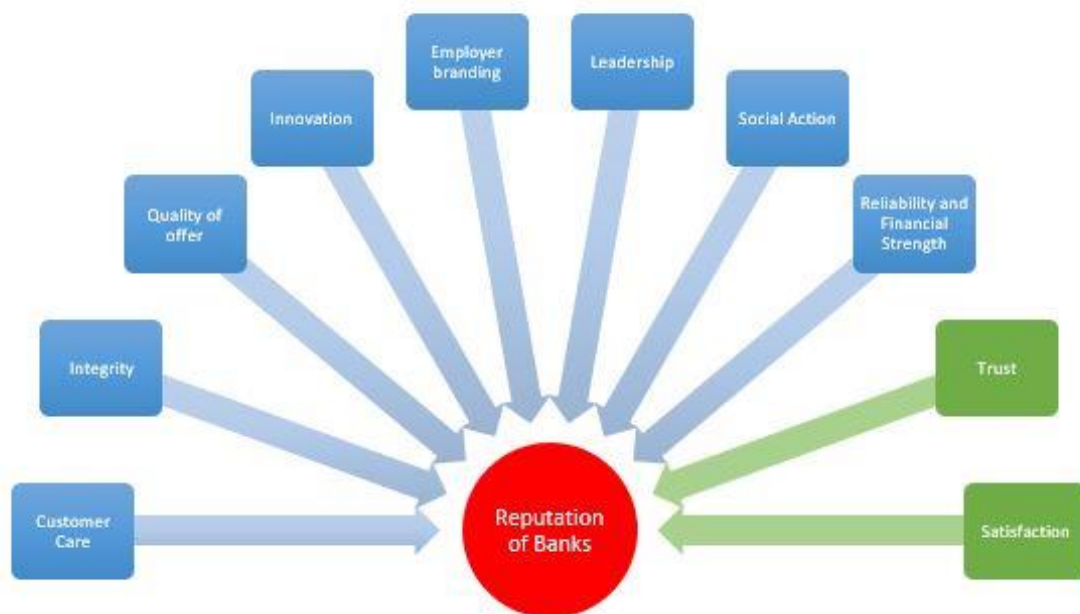 Employer
branding
Leadership
Innovation
Social Action
Quality of
offer
Reliability and
Financial
Strength
Integrity
Trust
Customer
Care
Reputation
of Banks
Satisfaction